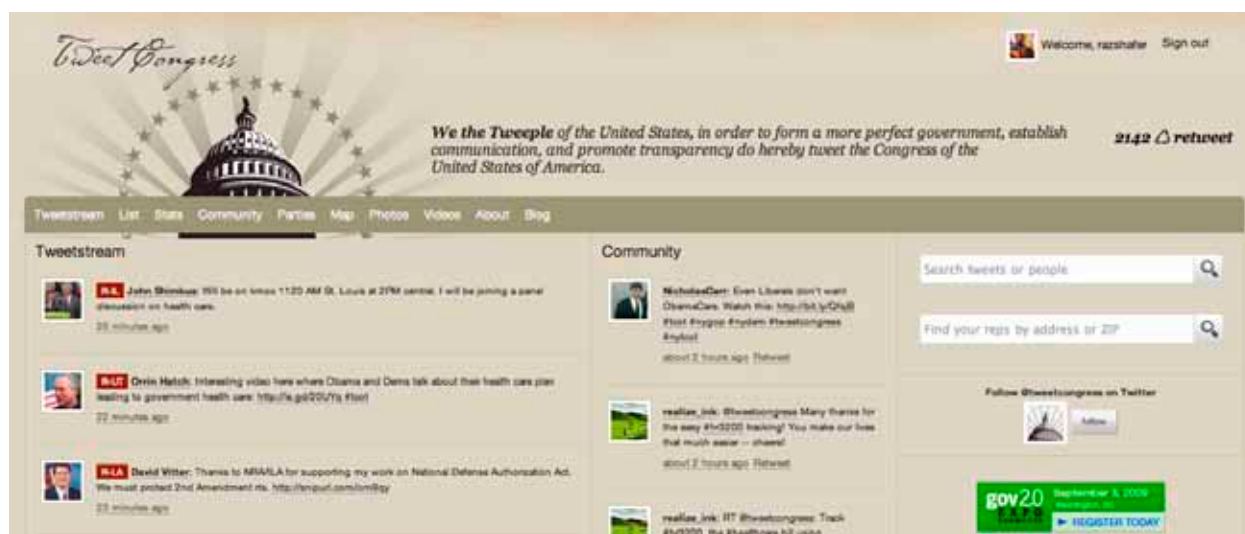 Tweet Congress
Welcome, razshafer Sign out
We the Tweeple of the United States, in order to form a more perfect government, establish
communication, and promote transparency do hereby tweet the Congress of the
United States of America.
2142 retweet
Tweetstream List Stats Community Parties Map Photos Videos About Blog
Tweetstream
R-IL John Shimkus: Will be on kmox 1120 AM St. Louis at 2PM central. I will be joining a panel
discussion on health care.
R-UT Orrin Hatch: Interesting video here where Obama and Dems talk about their health care plan
leading to government health care: #tcot
22 minutes ago
R-LA David Vitter: Thanks to NRA/ILA for supporting my work on National Defense Authorization Act.
We must protect 2nd Amendment rts.
23 minutes ago
Community
NicholasCarr: Even Liberals don't want
ObamaCare. Watch this:
#tcot #nygop #nydem #tweetcongress
about 2 hours ago Retweet
realize_ink: @tweetcongress Many thanks for
the easy #hr3200 tracking! You make our lives
that much easier -- cheers!
about 2 hours ago Retweet
realize_ink: RT @tweetcongress: Track
#hr3200, the #healthcare bill using
Search tweets or people
Find your reps by address or ZIP
Follow @tweetcongress on Twitter
follow
gov2.0
EXPO
September 8, 2009
Washington, DC
REGISTER TODAY